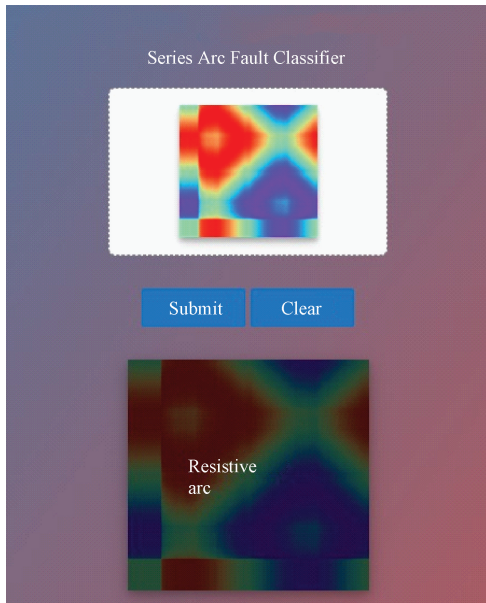 Series Arc Fault Classifier
Submit
Clear
Resistive
arc